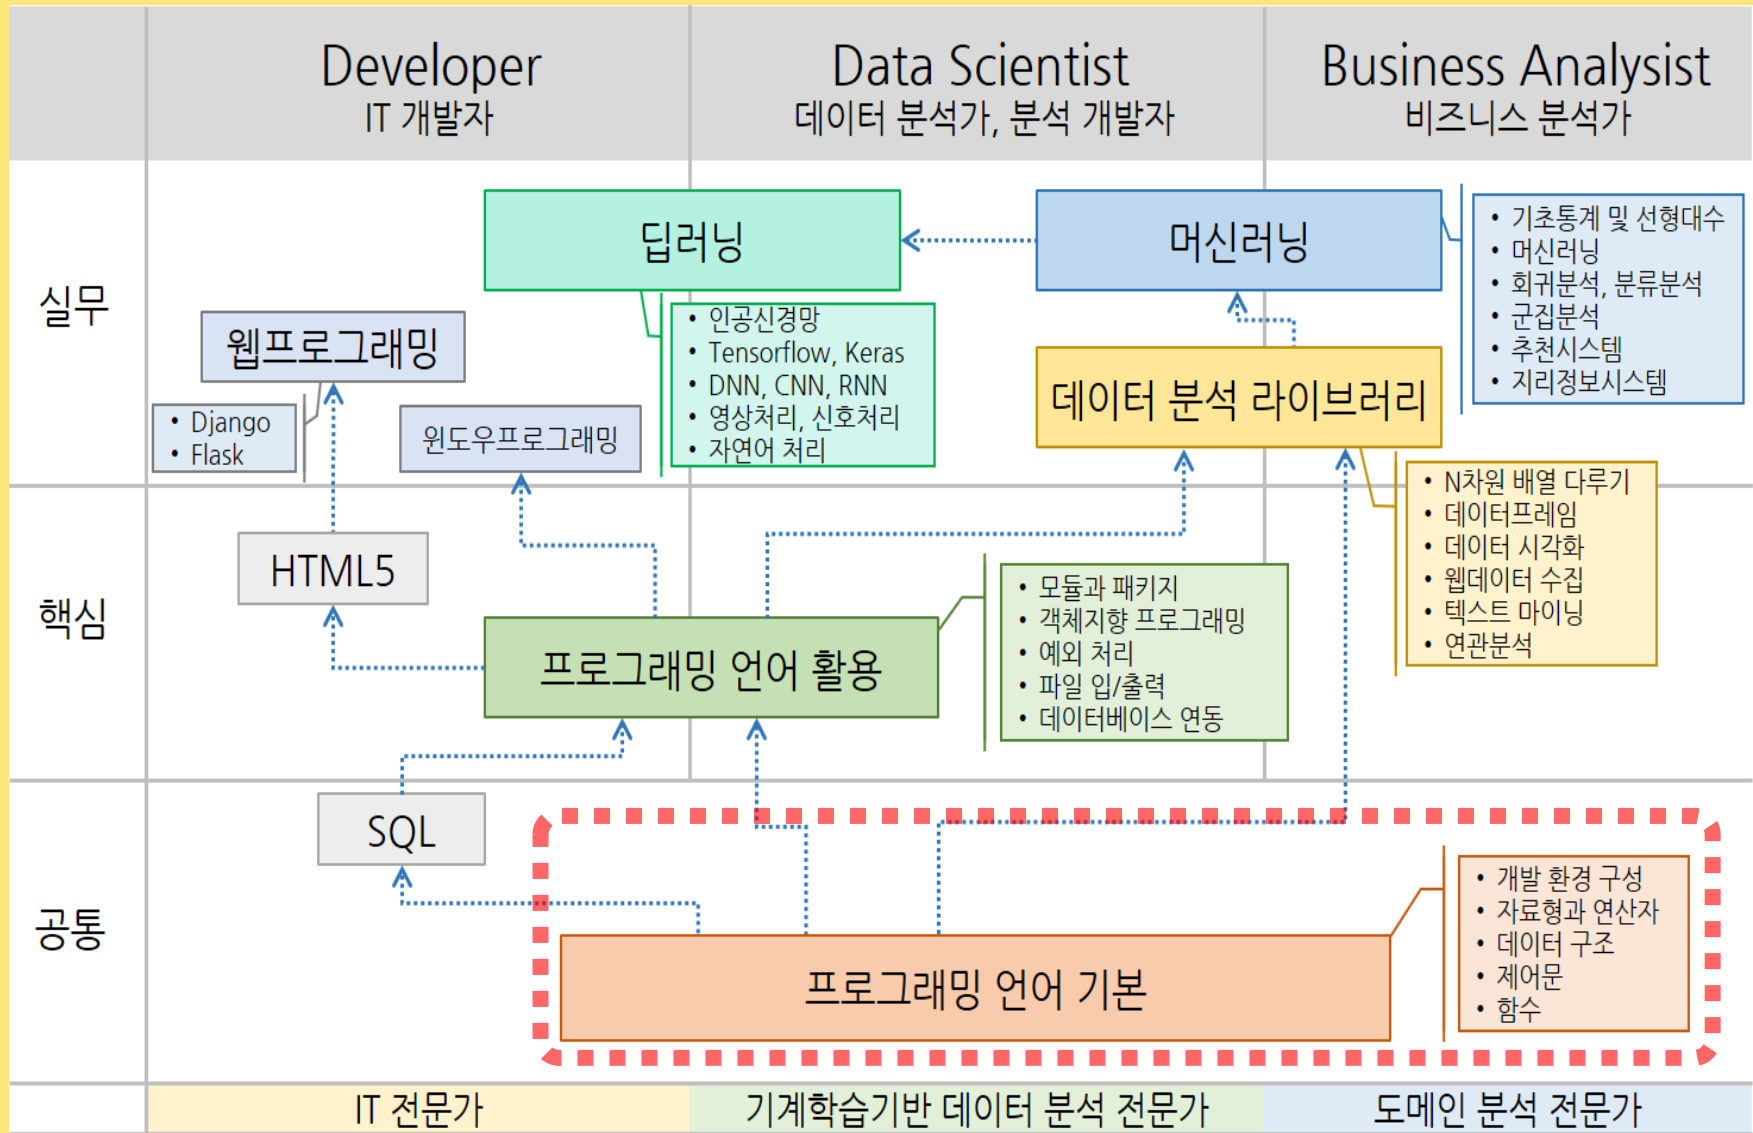 Developer
IT 개발자
Data Scientist
데이터 분석가, 분석 개발자
Business Analysist
비즈니스 분석가
실무
딥러닝
• 인공신경망
• Tensorflow, Keras
• DNN, CNN, RNN
• 영상처리, 신호처리
• 자연어 처리
머신러닝
• 기초통계 및 선형대수
• 머신러닝
• 회귀분석, 분류분석
• 군집분석
• 추천시스템
• 지리정보시스템
웹프로그래밍
• Django
• Flask
윈도우프로그래밍
데이터 분석 라이브러리
• N차원 배열 다루기
• 데이터프레임
• 데이터 시각화
• 웹데이터 수집
• 텍스트 마이닝
• 연관분석
핵심
HTML5
프로그래밍 언어 활용
• 모듈과 패키지
• 객체지향 프로그래밍
• 예외 처리
• 파일 입/출력
• 데이터베이스 연동
공통
SQL
프로그래밍 언어 기본
• 개발 환경 구성
• 자료형과 연산자
• 데이터 구조
• 제어문
• 함수
IT 전문가
기계학습기반 데이터 분석 전문가
도메인 분석 전문가